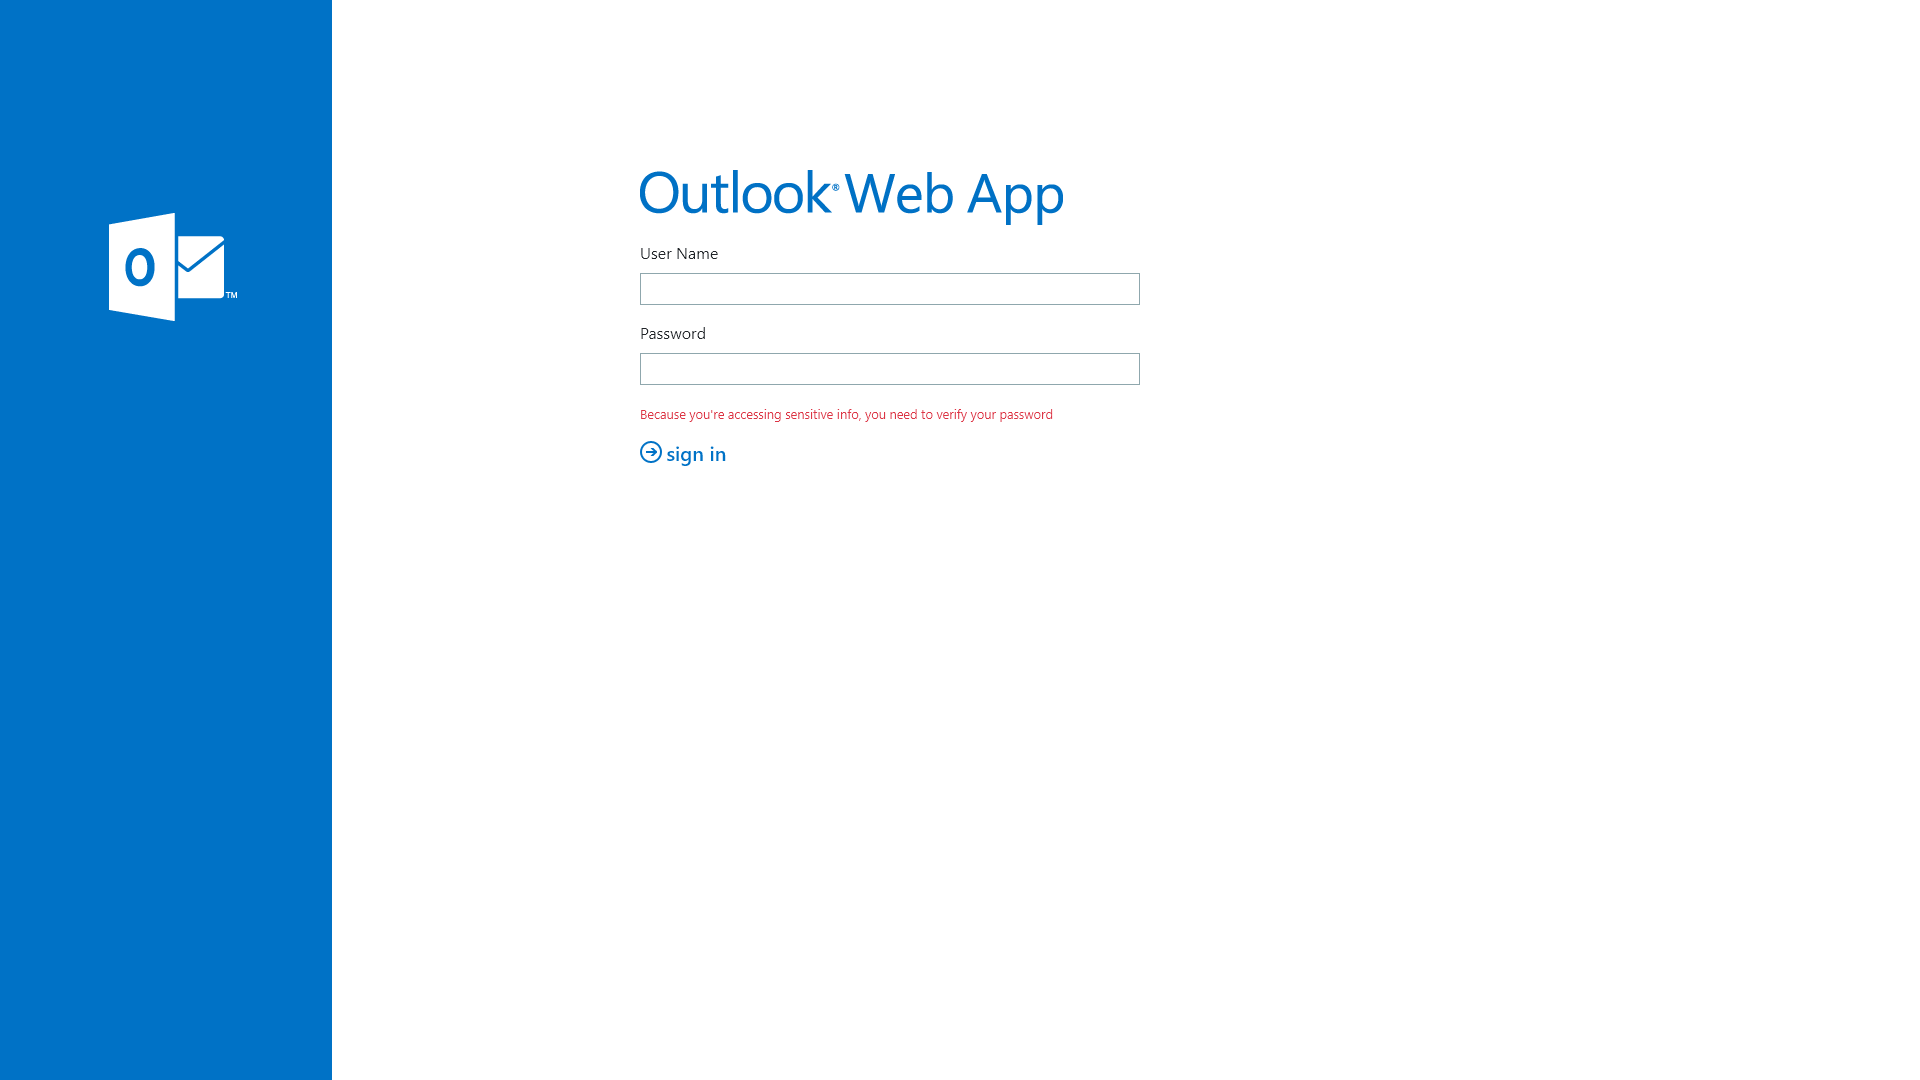 O
TM
Outlook® Web App
User Name
Password
Because you're accessing sensitive info, you need to verify your password
sign in